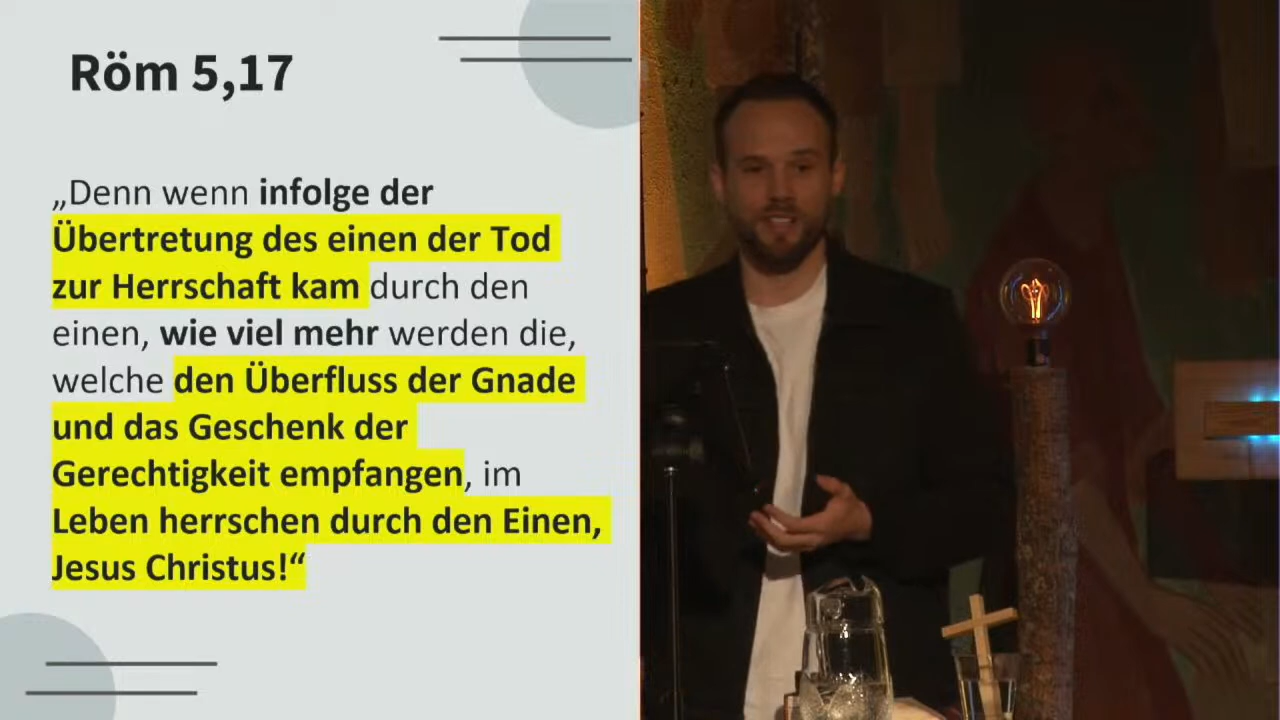 Röm 5,17
„Denn wenn infolge der
Übertretung des einen der Tod
zur Herrschaft kam durch den
einen, wie viel mehr werden die,
welche den Überfluss der Gnade
und das Geschenk der
Gerechtigkeit empfangen, im
Leben herrschen durch den Einen,
Jesus Christus!“